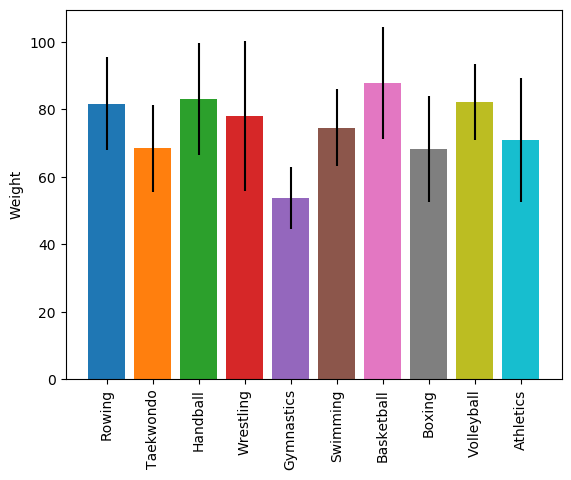 100
80
60
40
20
0
Weight
Rowing
Taekwondo
Handball
Wrestling
Gymnastics
Swimming
Basketball
Boxing
Volleyball
Athletics